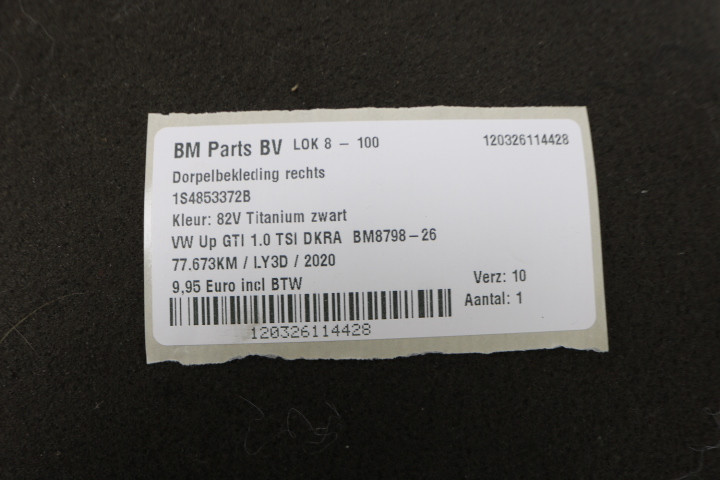 BM Parts BV LOK 8 - 100 120326114428
Dorpelbekleding rechts
1S4853372B
Kleur: 82V Titanium zwart
VW Up GTI 1.0 TSI DKRA BM8798-26
77.673KM / LY3D / 2020
9,95 Euro incl BTW
Verz: 10
Aantal: 1
120326114428